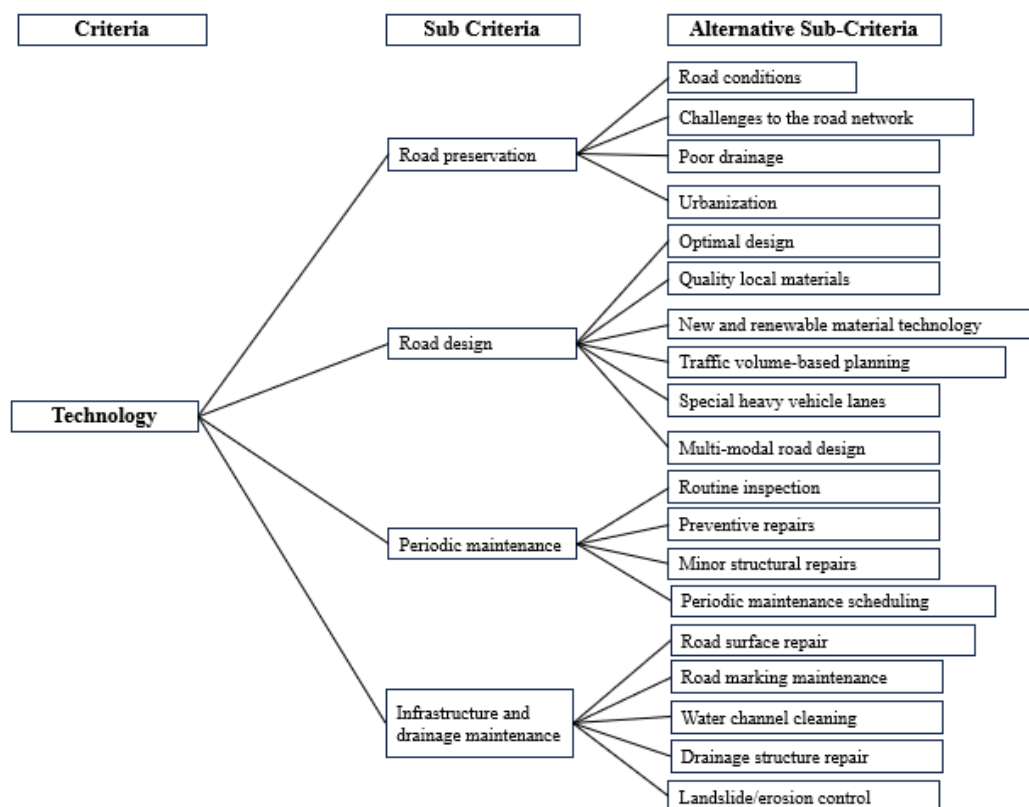 Criteria
Sub Criteria
Alternative Sub-Criteria
Technology
Road preservation
Road conditions
Challenges to the road network
Poor drainage
Urbanization
Road design
Optimal design
Quality local materials
New and renewable material technology
Traffic volume-based planning
Special heavy vehicle lanes
Multi-modal road design
Periodic maintenance
Routine inspection
Preventive repairs
Minor structural repairs
Periodic maintenance scheduling
Infrastructure and
drainage maintenance
Road surface repair
Road marking maintenance
Water channel cleaning
Drainage structure repair
Landslide/erosion control